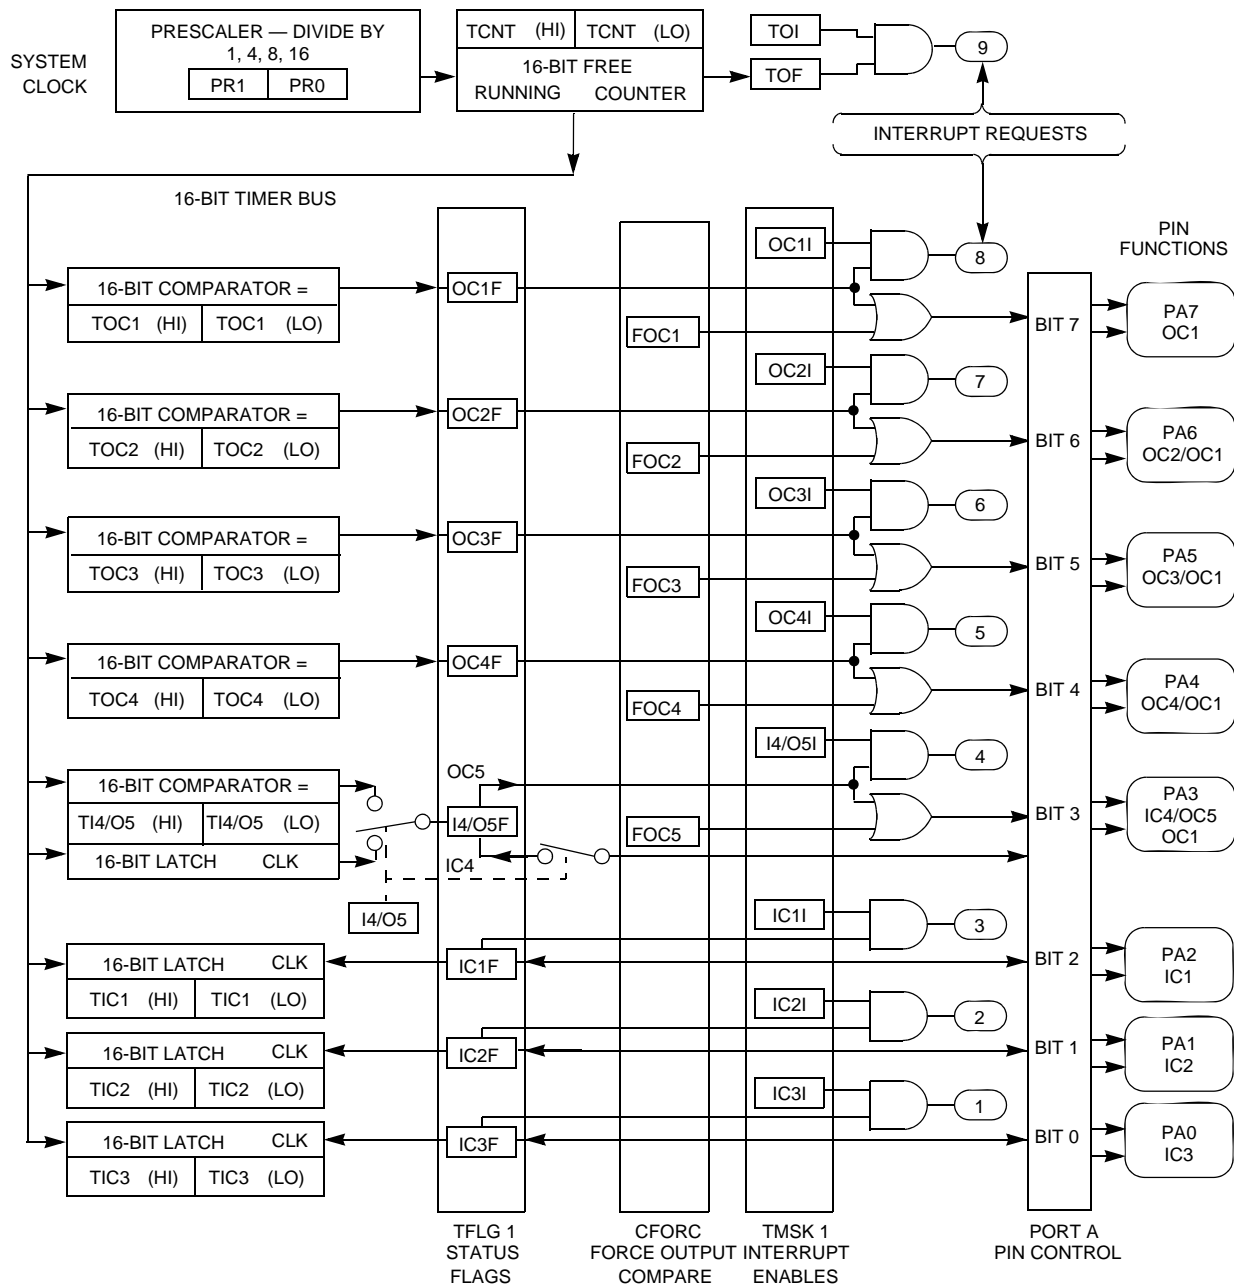 SYSTEM
CLOCK
PRESCALER — DIVIDE BY
1, 4, 8, 16
PR1 PR0
TCNT (HI) TCNT (LO)
16-BIT FREE
RUNNING COUNTER
TOI
TOF
9
INTERRUPT REQUESTS
16-BIT TIMER BUS
PIN
FUNCTIONS
OC1I
8
16-BIT COMPARATOR =
TOC1 (HI) TOC1 (LO)
OC1F
FOC1
BIT 7
PA7
OC1
OC2I
7
16-BIT COMPARATOR =
TOC2 (HI) TOC2 (LO)
OC2F
FOC2
BIT 6
PA6
OC2/OC1
OC3I
6
16-BIT COMPARATOR =
TOC3 (HI) TOC3 (LO)
OC3F
FOC3
BIT 5
PA5
OC3/OC1
OC4I
5
16-BIT COMPARATOR =
TOC4 (HI) TOC4 (LO)
OC4F
FOC4
BIT 4
PA4
OC4/OC1
I4/O5I
4
16-BIT COMPARATOR =
TI4/O5 (HI) TI4/O5 (LO)
16-BIT LATCH CLK
OC5
I4/O5F
IC4
FOC5
BIT 3
PA3
IC4/OC5
OC1
I4/O5
IC1I
3
16-BIT LATCH CLK
TIC1 (HI) TIC1 (LO)
IC1F
BIT 2
PA2
IC1
IC2I
2
16-BIT LATCH CLK
TIC2 (HI) TIC2 (LO)
IC2F
BIT 1
PA1
IC2
IC3I
1
16-BIT LATCH CLK
TIC3 (HI) TIC3 (LO)
IC3F
BIT 0
PA0
IC3
TFLG 1
STATUS
FLAGS
CFORC
FORCE OUTPUT
COMPARE
TMSK 1
INTERRUPT
ENABLES
PORT A
PIN CONTROL